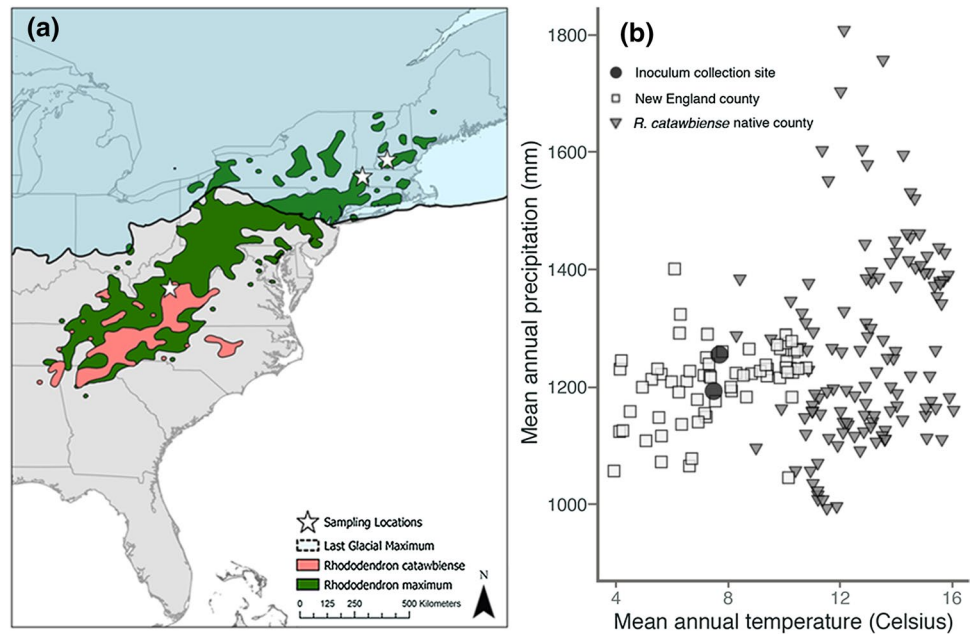 (a)
Sampling Locations
Last Glacial Maximum
Rhododendron catawbiense
Rhododendron maximum
0 125 250 500 Kilometers
N
(b)
Inoculum collection site
New England county
R. catawbiense native county
Mean annual precipitation (mm)
1800
1600
1400
1200
1000
4 8 12 16
Mean annual temperature (Celsius)